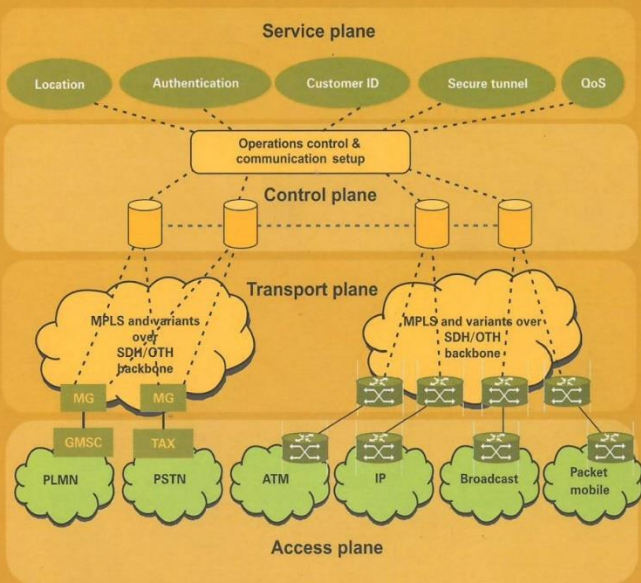 Service plane
Location
Authentication
Customer ID
Secure tunnel
QoS
Operations control &
communication setup
Control plane
Transport plane
MPLS and variants
over
SDH/OTH
backbone
MPLS and variants over
SDH/OTH
backbone
MG
MG
GMSC
TAX
PLMN
PSTN
ATM
IP
Broadcast
Packet
mobile
Access plane